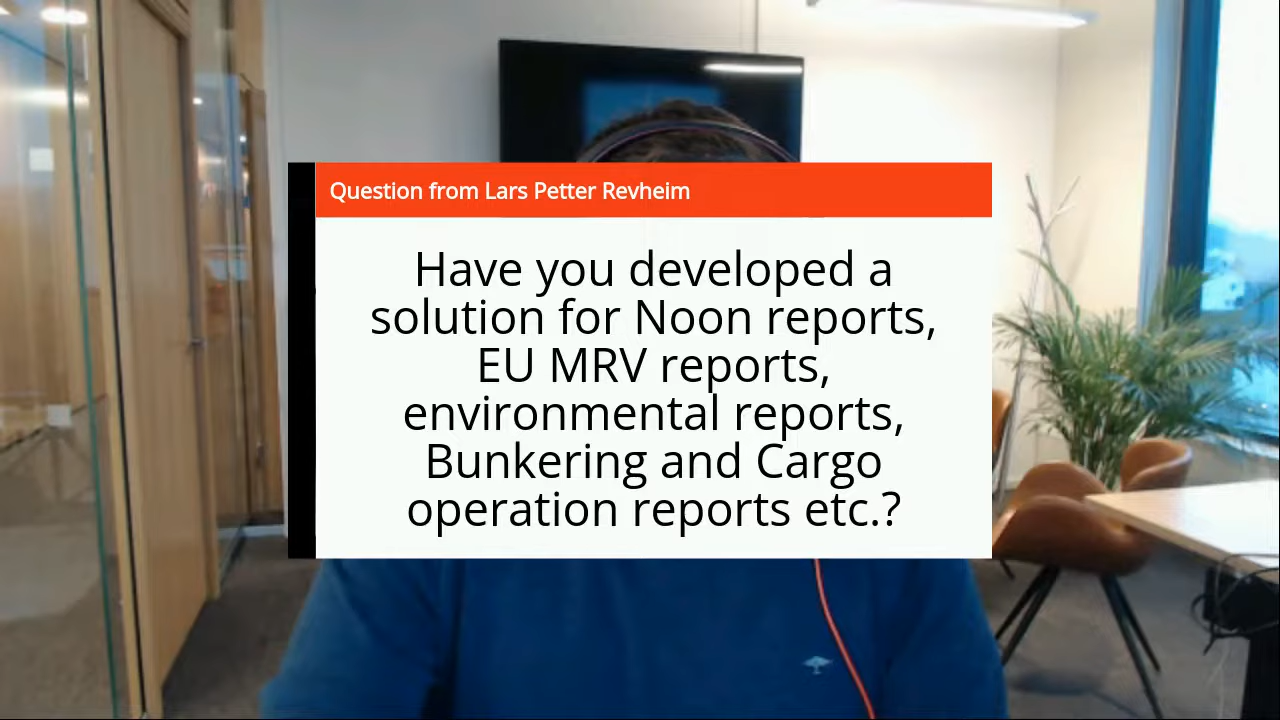 Question from Lars Petter Revheim
Have you developed a
solution for Noon reports,
EU MRV reports,
environmental reports,
Bunkering and Cargo
operation reports etc.?